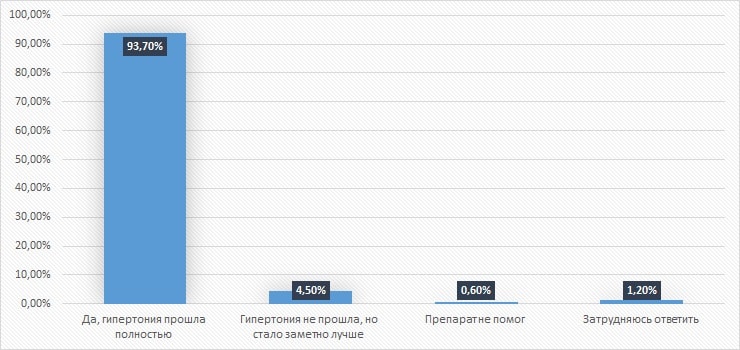 100,00%
90,00%
80,00%
70,00%
60,00%
50,00%
40,00%
30,00%
20,00%
10,00%
0,00%
93,70%
4,50%
0,60%
1,20%
Да, гипертония прошла
полностью
Гипертония не прошла, но
стало заметно лучше
Препарат не помог
Затрудняюсь ответить